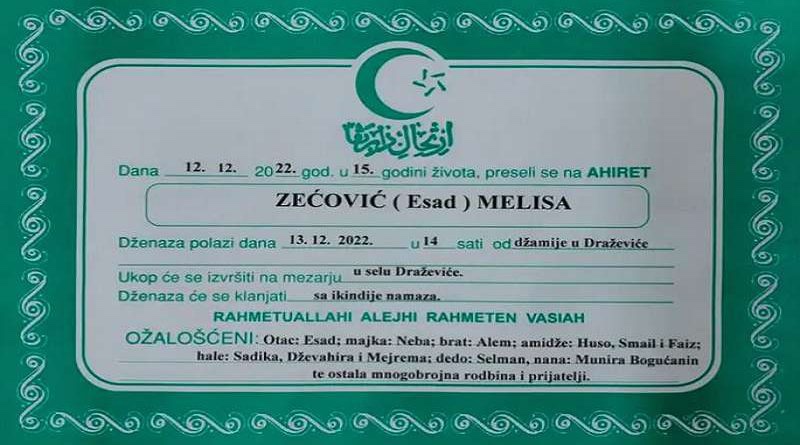 ارتحال دار بقا
Dana 12. 12. 2022. god. u 15. godini života, preseli se na AHIRET
ZEĆOVIĆ ( Esad ) MELISA
Dženaza polazi dana 13. 12. 2022. u 14 sati od džamije u Draževiće
Ukop će se izvršiti na mezarju u selu Draževiće.
Dženaza će se klanjati sa ikindije namaza.
RAHMETUALLAHI ALEJHI RAHMETEN VASIAH
OŽALOŠĆENI: Otac: Esad; majka: Neba; brat: Alem; amidže: Huso, Smail i Faiz;
hale: Sadika, Dževahira i Mejrema; dedo: Selman, nana: Munira Bogućanin
te ostala mnogobrojna rodbina i prijatelji.